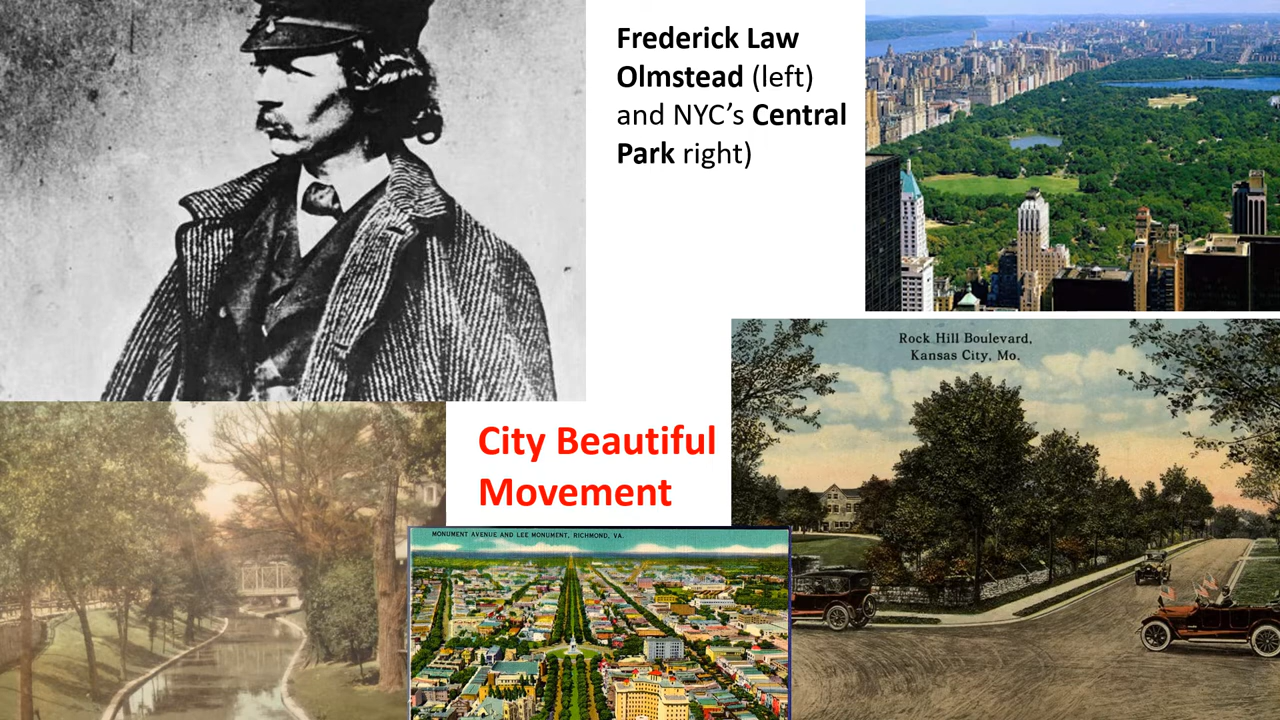 Frederick Law
Olmstead (left)
and NYC’s Central
Park right)
Rock Hill Boulevard,
Kansas City, Mo.
City Beautiful
Movement
MONUMENT AVENUE AND LEE MONUMENT, RICHMOND, VA.